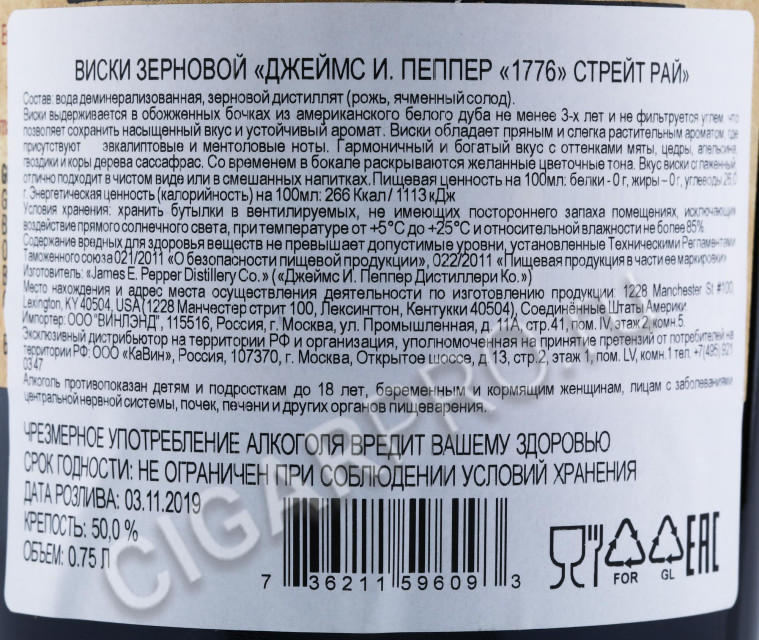 ВИСКИ ЗЕРНОВОЙ «ДЖЕЙМС И. ПЕППЕР «1776» СТРЕЙТ РАЙ»
Состав: вода деминерализованная, зерновой дистиллят (рожь, ячменный солод).
Виски выдерживается в обожженных бочках из американского белого дуба не менее 3-х лет и не фильтруется углем, что
позволяет сохранить насыщенный вкус и устойчивый аромат. Виски обладает пряным и слегка растительным ароматом, где
присутствуют эвкалиптовые и ментоловые ноты. Гармоничный и богатый вкус с оттенками мяты, цедры, апельсина,
гвоздики и коры дерева сассафрас. Со временем в бокале раскрываются желанные цветочные тона. Вкус виски сглаженный,
отлично подходит в чистом виде или в смешанных напитках. Пищевая ценность на 100мл: белки - 0 г, жиры – 0 г, углеводы 26,0
г. Энергетическая ценность (калорийность) на 100мл: 266 Ккал / 1113 кДж
Условия хранения: хранить бутылки в вентилируемых, не имеющих постороннего запаха помещениях, исключающих
воздействие прямого солнечного света, при температуре от +5°С до +25°С и относительной влажности не более 85%
Содержание вредных для здоровья веществ не превышает допустимые уровни, установленные Техническими Регламентами
Таможенного союза 021/2011 «О безопасности пищевой продукции», 022/2011 «Пищевая продукция в части ее маркировки»
Изготовитель: «James E. Pepper Distillery Co.» («Джеймс И. Пеппер Дистиллери Ко.»)
Место нахождения и адрес места осуществления деятельности по изготовлению продукции: 1228 Manchester St #100,
Lexington, KY 40504, USA (1228 Манчестер стрит 100, Лексингтон, Кентукки 40504), Соединённые Штаты Америки.
Импортер: ООО "ВИНЛЭНД", 115516, Россия, г. Москва, ул. Промышленная, д. 11А, стр.41, пом. IV, этаж 2, комн.5.
Эксклюзивный дистрибьютор на территории РФ и организация, уполномоченная на принятие претензий от потребителей на
территории РФ: ООО «КаВин», Россия, 107370, г. Москва, Открытое шоссе, д. 13, стр.2, этаж 1, пом. LV, комн.1 тел. +7(495) 921
03 47
Алкоголь противопоказан детям и подросткам до 18 лет, беременным и кормящим женщинам, лицам с заболеваниями
центральной нервной системы, почек, печени и других органов пищеварения.
ЧРЕЗМЕРНОЕ УПОТРЕБЛЕНИЕ АЛКОГОЛЯ ВРЕДИТ ВАШЕМУ ЗДОРОВЬЮ
СРОК ГОДНОСТИ: НЕ ОГРАНИЧЕН ПРИ СОБЛЮДЕНИИ УСЛОВИЙ ХРАНЕНИЯ
ДАТА РОЗЛИВА: 03.11.2019
КРЕПОСТЬ: 50,0 %
ОБЪЕМ: 0.75 Л
7 36211 59609 3
FOR GL EAC
CIGARPRO.RU